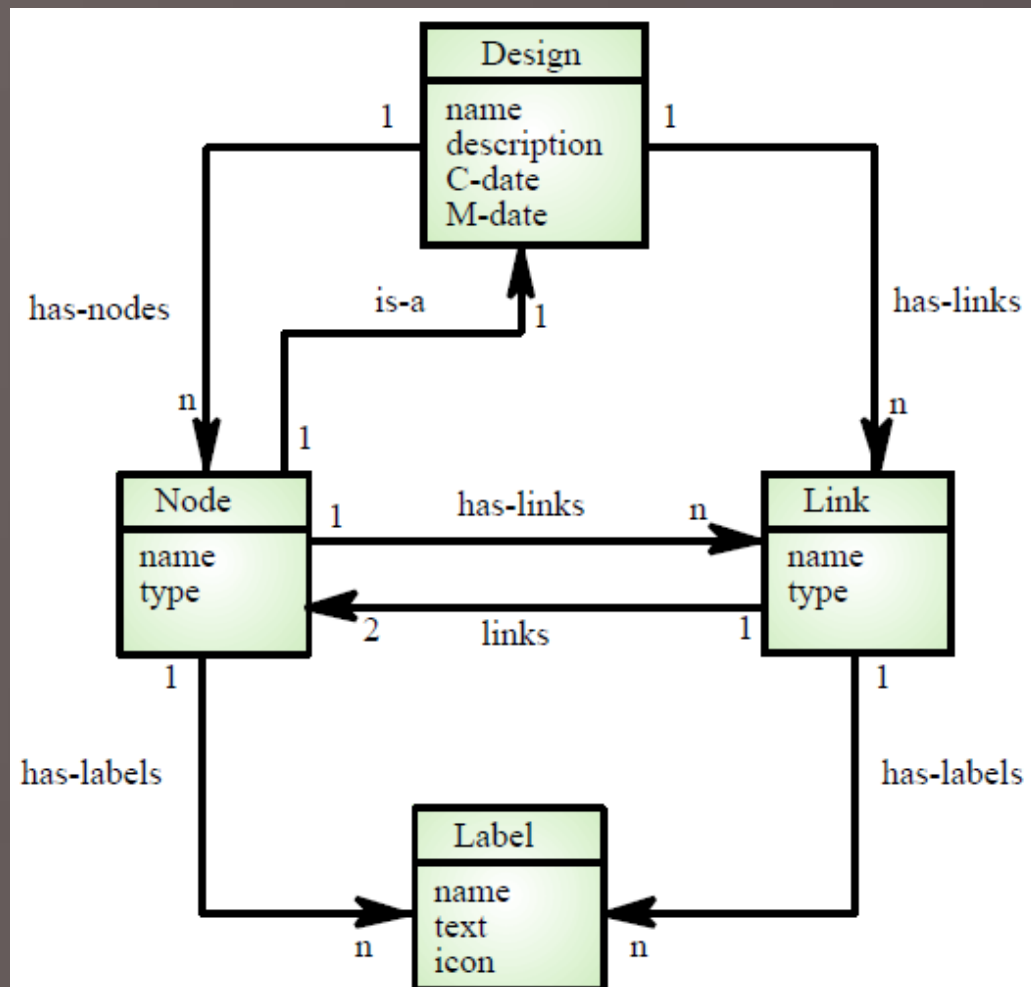 Design
name
description
C-date
M-date
1
1
has-nodes
is-a
1
has-links
n
1
n
Node
name
type
1
has-links
n
Link
name
type
2
links
1
1
1
has-labels
has-labels
Label
name
text
icon
n
n